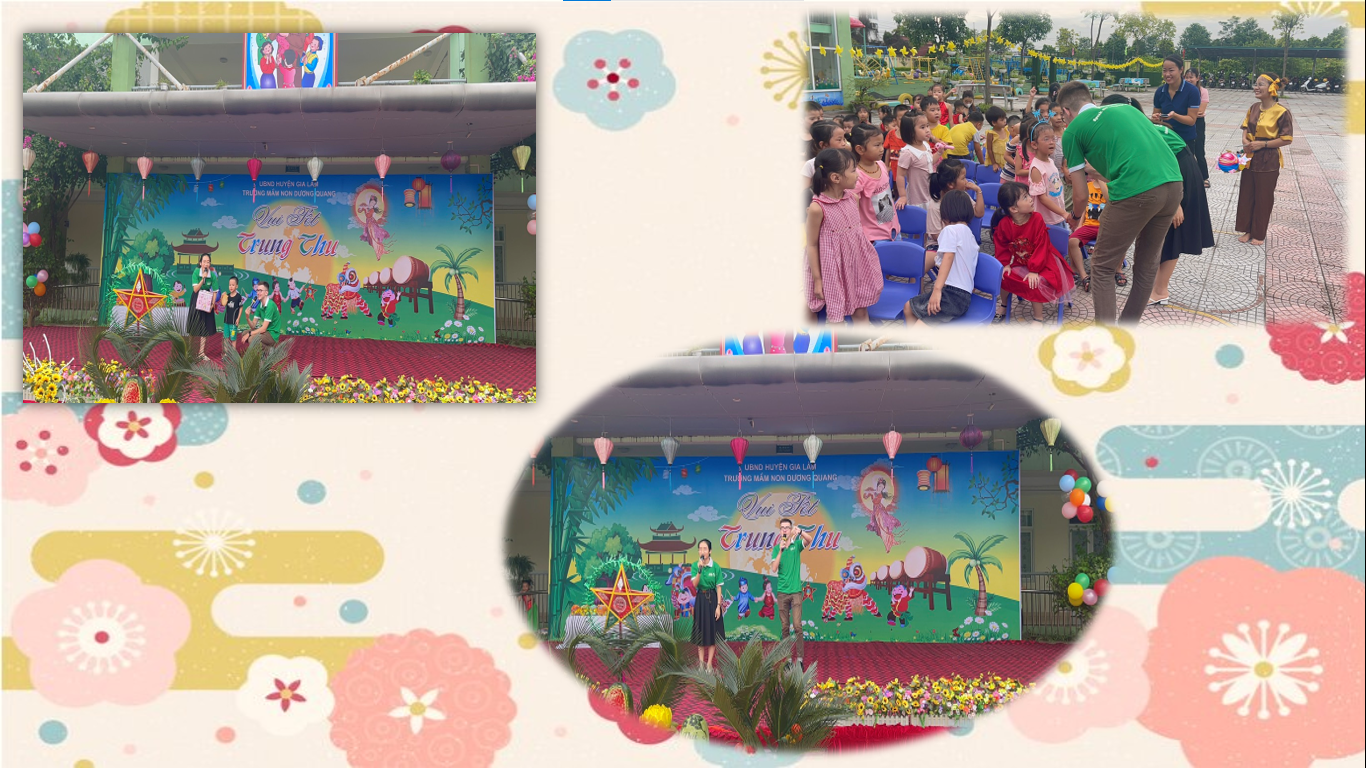 UBND HUYỆN GIA LÂM
TRƯỜNG MẦM NON DƯƠNG QUANG
Vui Tết
Trung Thu
UBND HUYỆN GIA LÂM
TRƯỜNG MẦM NON DƯƠNG QUANG
Vui Tết
Trung Thu